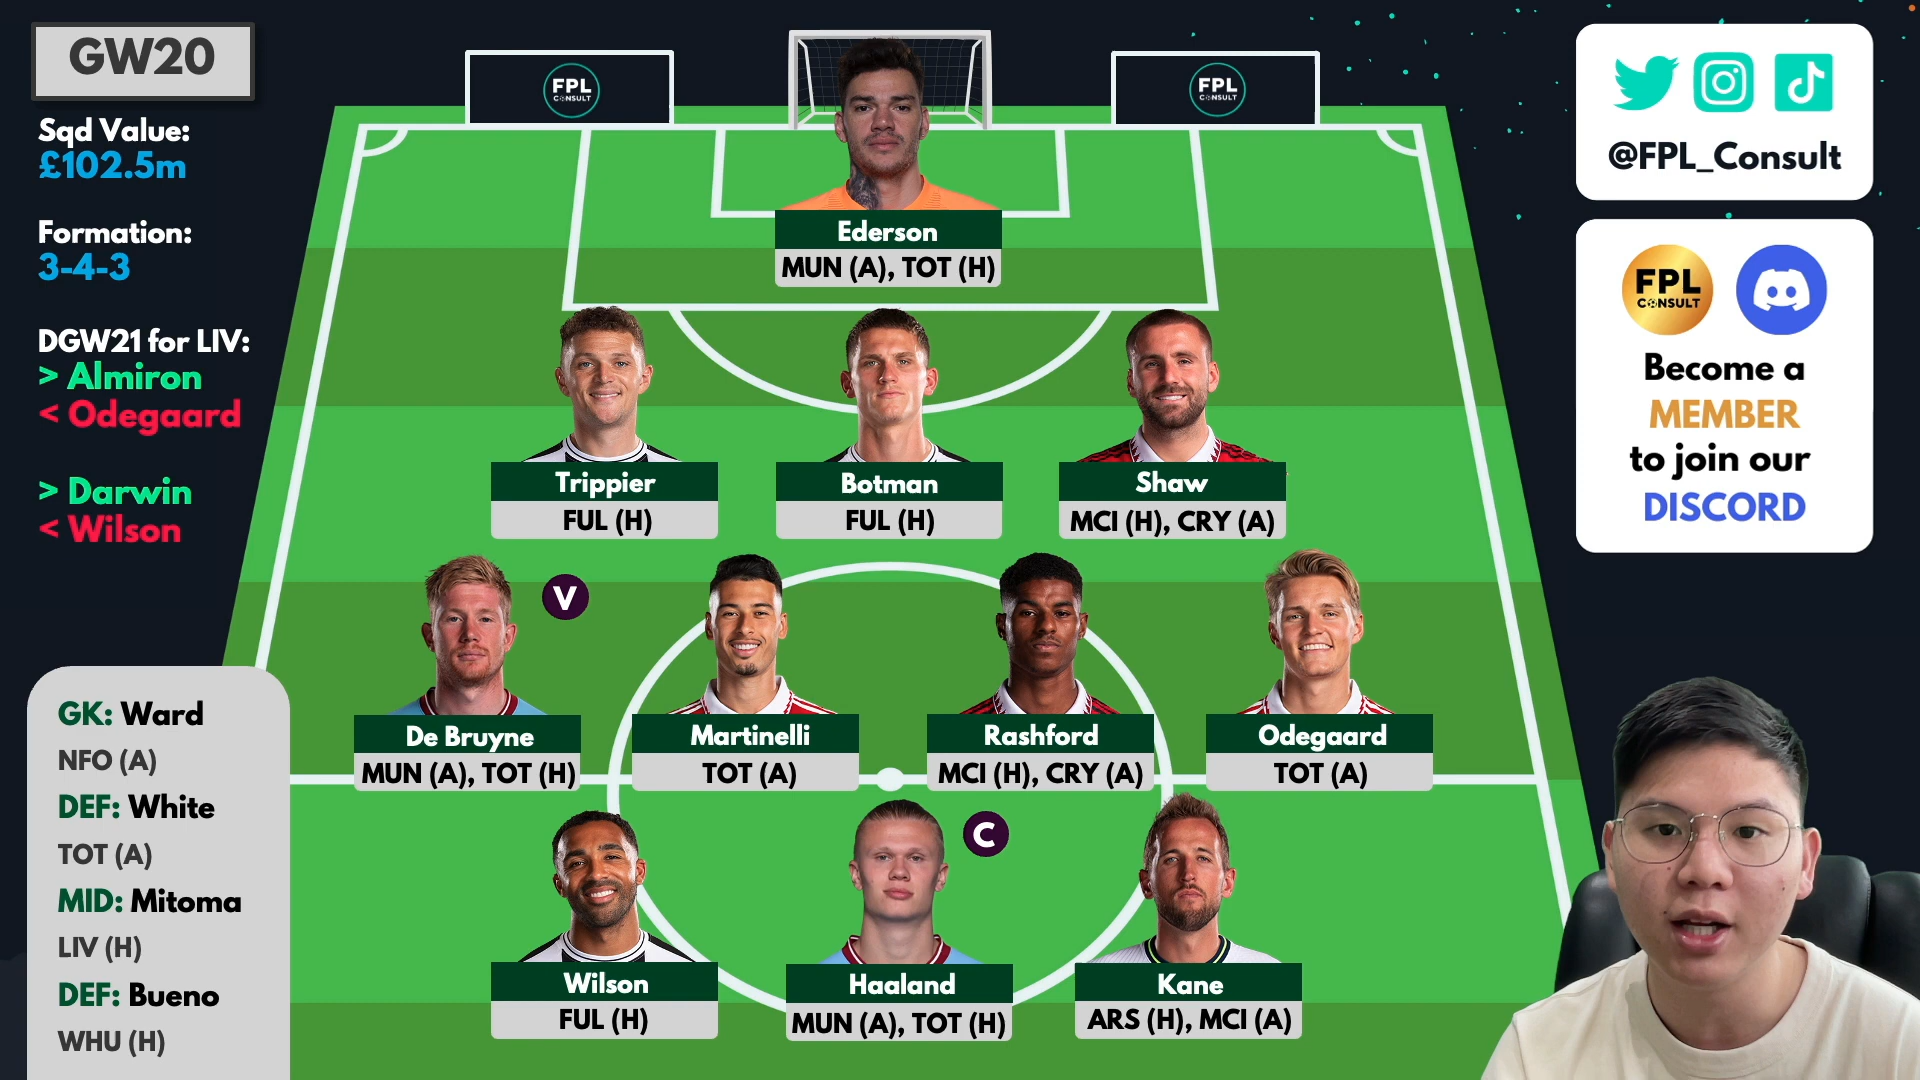 GW20
Sqd Value:
£102.5m
Formation:
3-4-3
DGW21 for LIV:
> Almiron
< Odegaard
> Darwin
< Wilson
GK: Ward
NFO (A)
DEF: White
TOT (A)
MID: Mitoma
LIV (H)
DEF: Bueno
WHU (H)
FPL
CONSULT
FPL
CONSULT
Ederson
MUN (A), TOT (H)
Trippier
FUL (H)
Botman
FUL (H)
Shaw
MCI (H), CRY (A)
V
De Bruyne
MUN (A), TOT (H)
Martinelli
TOT (A)
Rashford
MCI (H), CRY (A)
Odegaard
TOT (A)
Wilson
FUL (H)
C
Haaland
MUN (A), TOT (H)
Kane
ARS (H), MCI (A)
@FPL_Consult
FPL
CONSULT
Become a
MEMBER
to join our
DISCORD